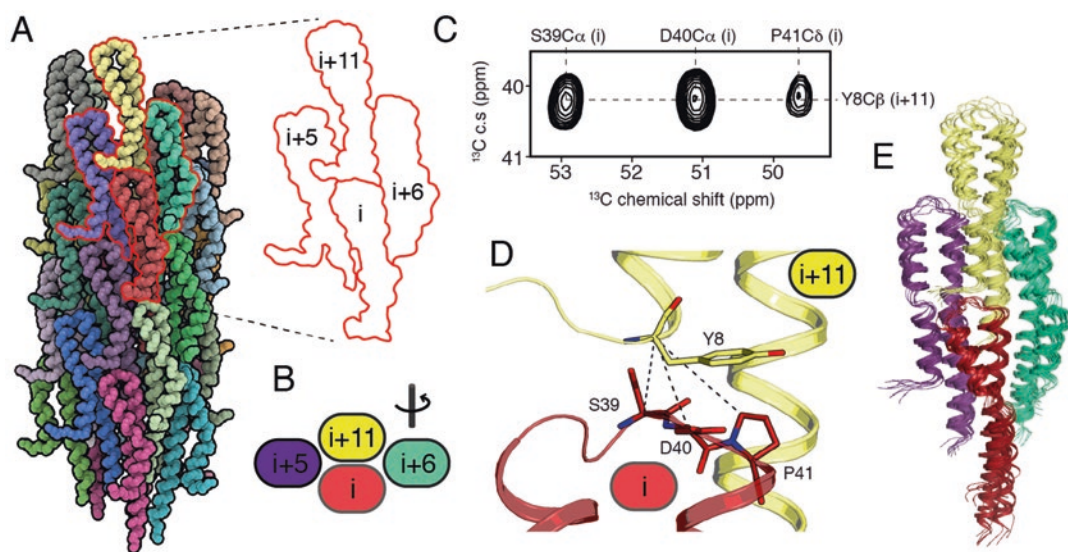 A
i+11
i+5
i+6
i
B
i+11
i+5
i+6
i
C
S39Cα (i)
D40Cα (i)
P41Cδ (i)
¹³C c.s (ppm)
40
41
Y8Cβ (i+11)
53
52
51
50
¹³C chemical shift (ppm)
D
i+11
Y8
S39
D40
P41
i
E